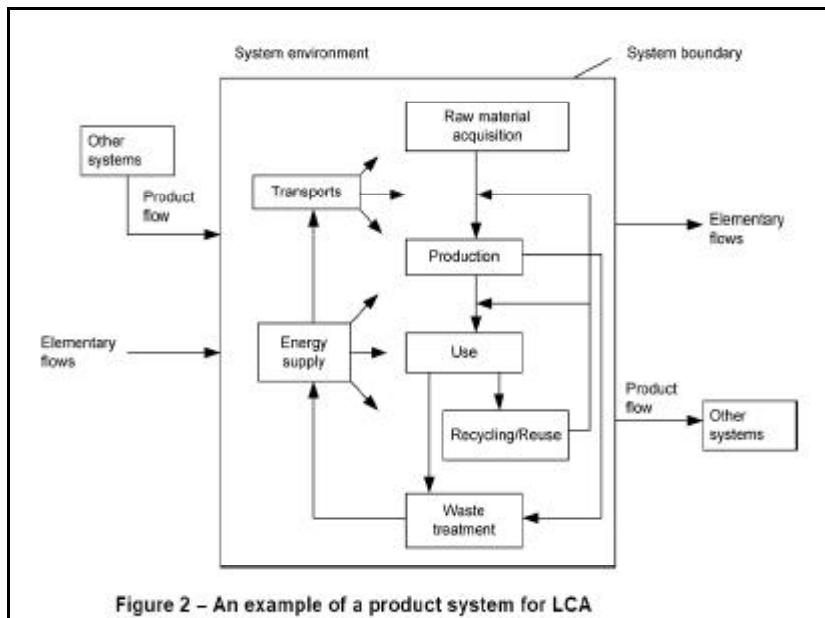 System environment
System boundary
Raw material
acquisition
Other
systems
Product
flow
Transports
Elementary
flows
Production
Elementary
flows
Energy
supply
Use
Product
flow
Other
systems
Recycling/Reuse
Waste
treatment
Figure 2 – An example of a product system for LCA